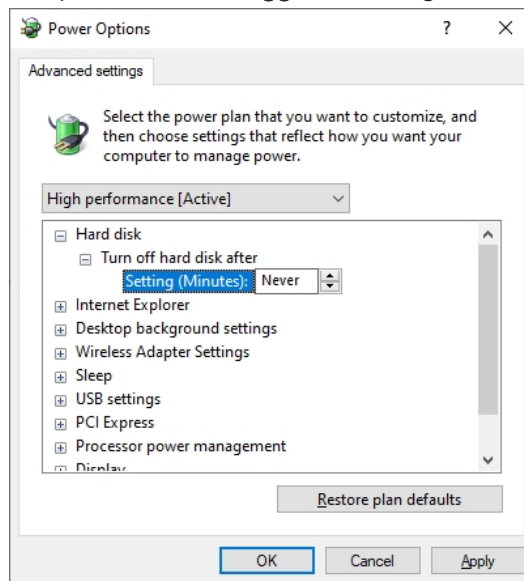 Power Options
?
Advanced settings
Select the power plan that you want to customize, and
then choose settings that reflect how you want your
computer to manage power.
High performance [Active]
Hard disk
Turn off hard disk after
Setting (Minutes): Never
Internet Explorer
Desktop background settings
Wireless Adapter Settings
Sleep
USB settings
PCI Express
Processor power management
Display
Restore plan defaults
OK Cancel Apply